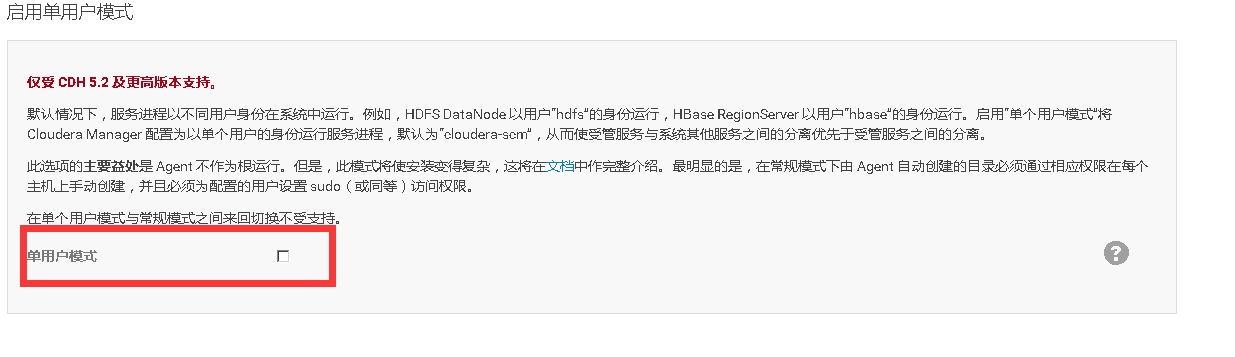 启用单用户模式
仅受 CDH 5.2 及更高版本支持。
默认情况下，服务进程以不同用户身份在系统中运行。例如，HDFS DataNode 以用户"hdfs"的身份运行，HBase RegionServer 以用户"hbase"的身份运行。启用"单个用户模式"将
Cloudera Manager 配置为以单个用户的身份运行服务进程，默认为"cloudera-scm"，从而使受管服务与系统其他服务之间的分离优先于受管服务之间的分离。
此选项的主要益处是 Agent 不作为根运行。但是，此模式将使安装变得复杂，这将在文档中作完整介绍。最明显的是，在常规模式下由 Agent 自动创建的目录必须通过相应权限在每个
主机上手动创建，并且必须为配置的用户设置 sudo（或同等）访问权限。
在单个用户模式与常规模式之间来回切换不受支持。
单用户模式
?